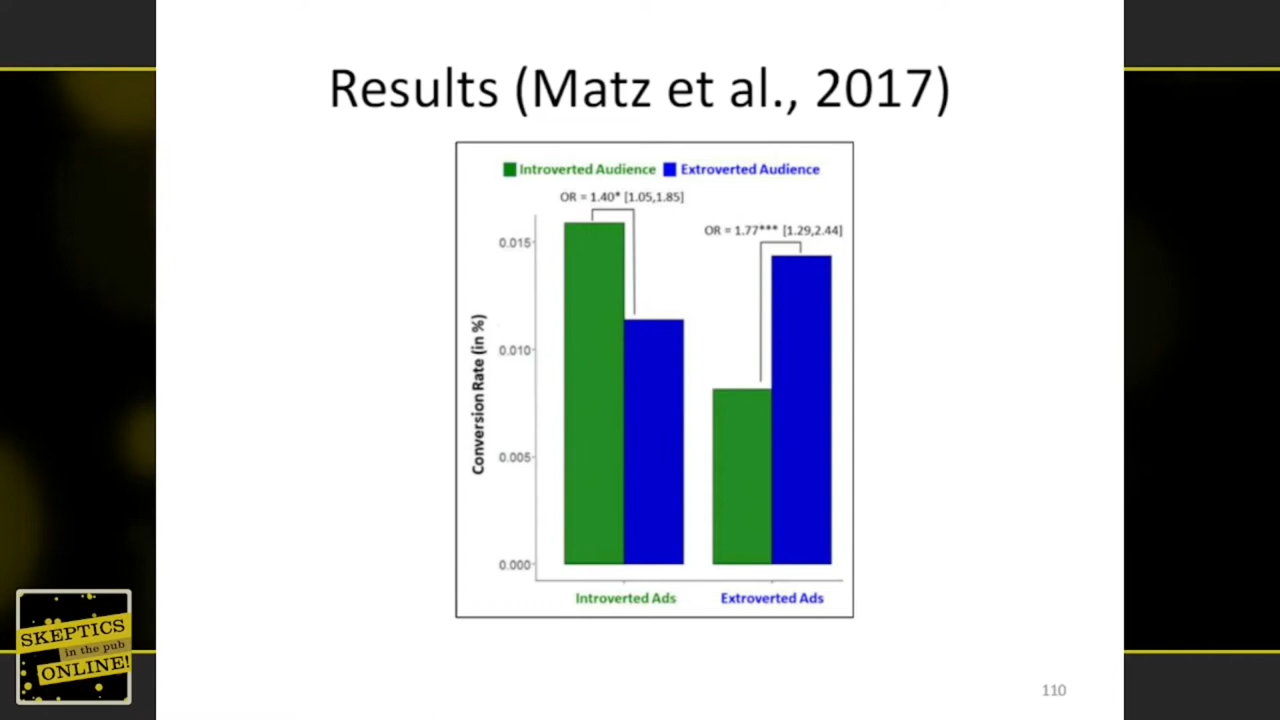 Results (Matz et al., 2017)
Introverted Audience Extroverted Audience
OR = 1.40* [1.05,1.85]
OR = 1.77*** [1.29,2.44]
0.015
0.010
0.005
0.000
Conversion Rate (in %)
Introverted Ads Extroverted Ads
SKEPTICS
in the pub
ONLINE!
110